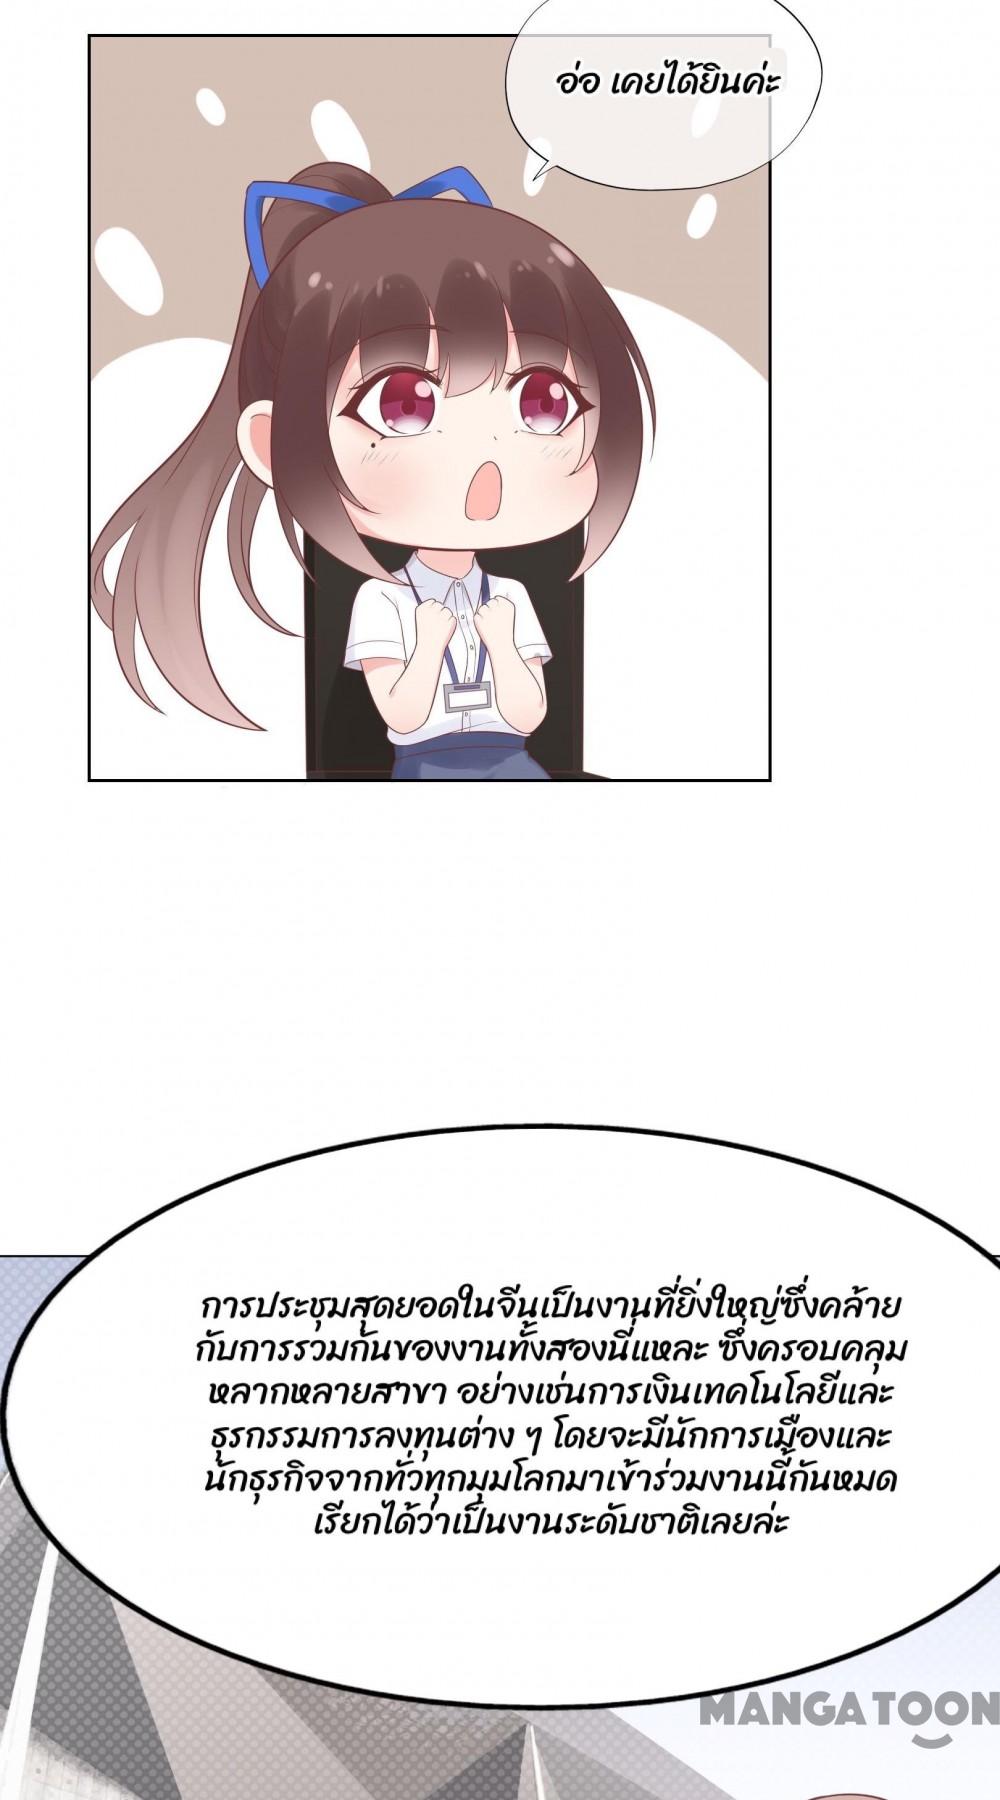 อ่อ เคยได้ยินค่ะ
การประชุมสุดยอดในจีนเป็นงานที่ยิ่งใหญ่ซึ่งคล้าย
กับการรวมกันของงานทั้งสองนี่แหละ ซึ่งครอบคลุม
หลากหลายสาขา อย่างเช่นการเงินเทคโนโลยีและ
ธุรกรรมการลงทุนต่าง ๆ โดยจะมีนักการเมืองและ
นักธุรกิจจากทั่วทุกมุมโลกมาเข้าร่วมงานนี้กันหมด
เรียกได้ว่าเป็นงานระดับชาติเลยล่ะ
MANGATOON